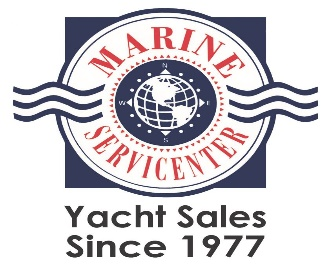 MARINE
N
W E
S
SERVICENTER
Yacht Sales
Since 1977